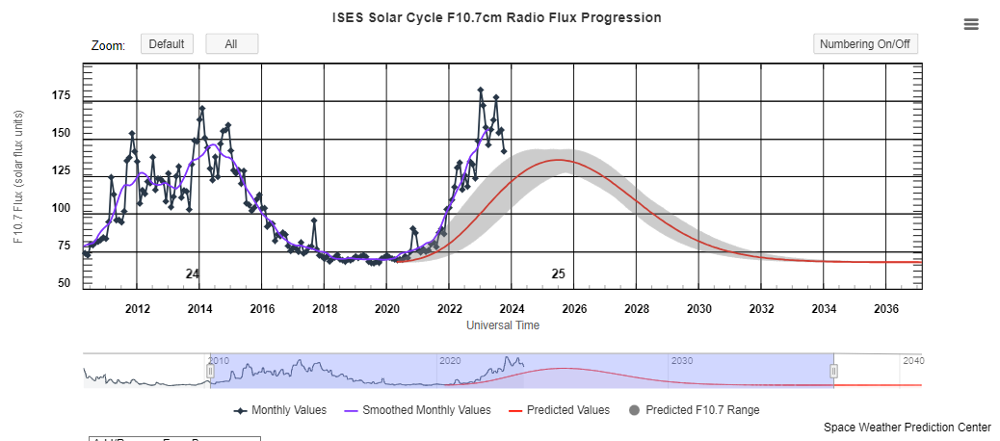 ISES Solar Cycle F10.7cm Radio Flux Progression
Zoom: Default All Numbering On/Off
F10.7 Flux (solar flux units)
175
150
125
100
75
50
24 25
2012 2014 2016 2018 2020 2022 2024 2026 2028 2030 2032 2034 2036
Universal Time
2010 2020 2030 2040
Monthly Values Smoothed Monthly Values Predicted Values Predicted F10.7 Range
Space Weather Prediction Center